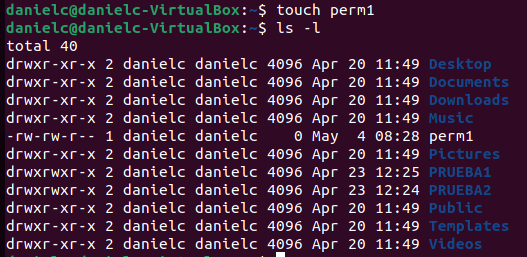 danielc@danielc-VirtualBox:~$ touch perm1
danielc@danielc-VirtualBox:~$ ls -l
total 40
drwxr-xr-x 2 danielc danielc 4096 Apr 20 11:49 Desktop
drwxr-xr-x 2 danielc danielc 4096 Apr 20 11:49 Documents
drwxr-xr-x 2 danielc danielc 4096 Apr 20 11:49 Downloads
drwxr-xr-x 2 danielc danielc 4096 Apr 20 11:49 Music
-rw-rw-r-- 1 danielc danielc    0 May  4 08:28 perm1
drwxr-xr-x 2 danielc danielc 4096 Apr 20 11:49 Pictures
drwxrwxr-x 2 danielc danielc 4096 Apr 23 12:25 PRUEBA1
drwxrwxr-x 2 danielc danielc 4096 Apr 23 12:24 PRUEBA2
drwxr-xr-x 2 danielc danielc 4096 Apr 20 11:49 Public
drwxr-xr-x 2 danielc danielc 4096 Apr 20 11:49 Templates
drwxr-xr-x 2 danielc danielc 4096 Apr 20 11:49 Videos